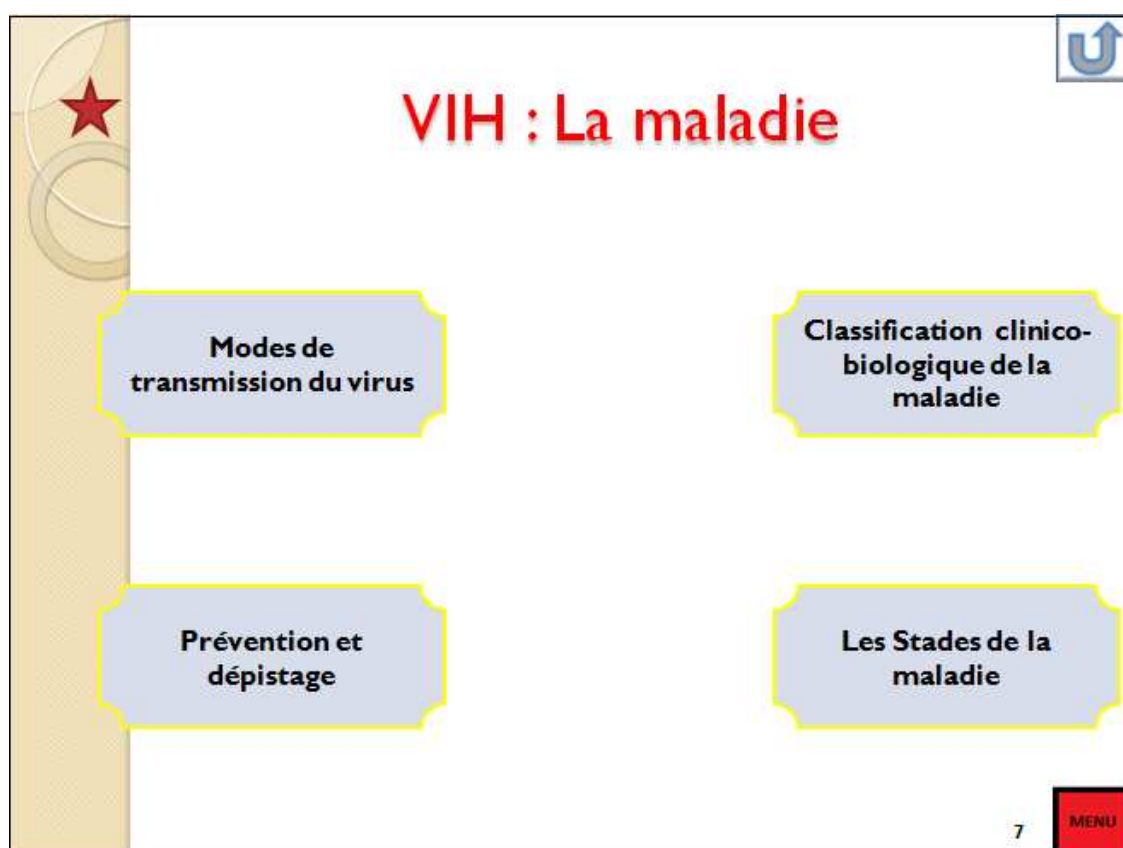 VIH : La maladie
Modes de
transmission du virus
Classification clinico-
biologique de la
maladie
Prévention et
dépistage
Les Stades de la
maladie
7
MENU